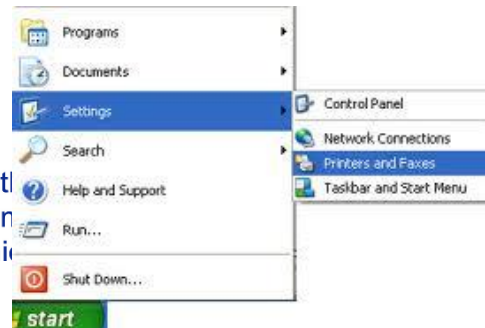 Programs
Documents
Settings
Search
Help and Support
Run...
Shut Down...
start
Control Panel
Network Connections
Printers and Faxes
Taskbar and Start Menu